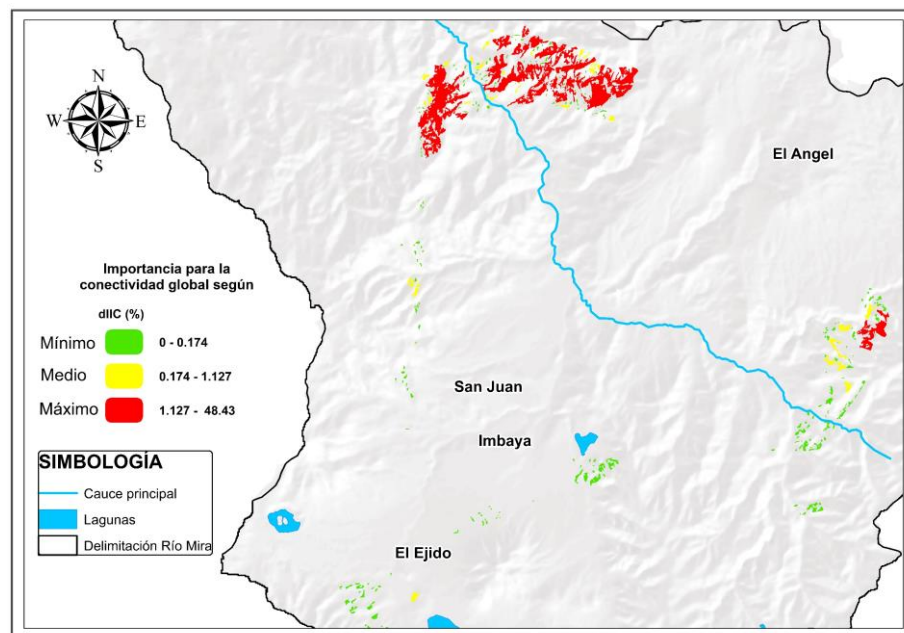 N
W E
S
El Angel
Importancia para la
conectividad global según
dIIC (%)
Mínimo 0 - 0.174
Medio 0.174 - 1.127
Máximo 1.127 - 48.43
San Juan
Imbaya
SIMBOLOGÍA
Cauce principal
Lagunas
Delimitación Río Mira
El Ejido